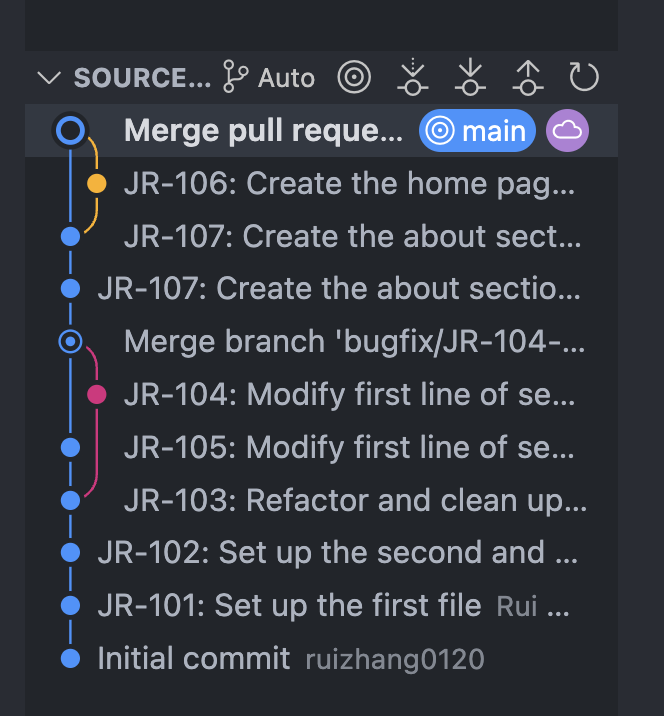 SOURCE... Auto
Merge pull reque... main
JR-106: Create the home pag...
JR-107: Create the about sect...
JR-107: Create the about sectio...
Merge branch 'bugfix/JR-104-...
JR-104: Modify first line of se...
JR-105: Modify first line of se...
JR-103: Refactor and clean up...
JR-102: Set up the second and ...
JR-101: Set up the first file Rui ...
Initial commit ruizhang0120